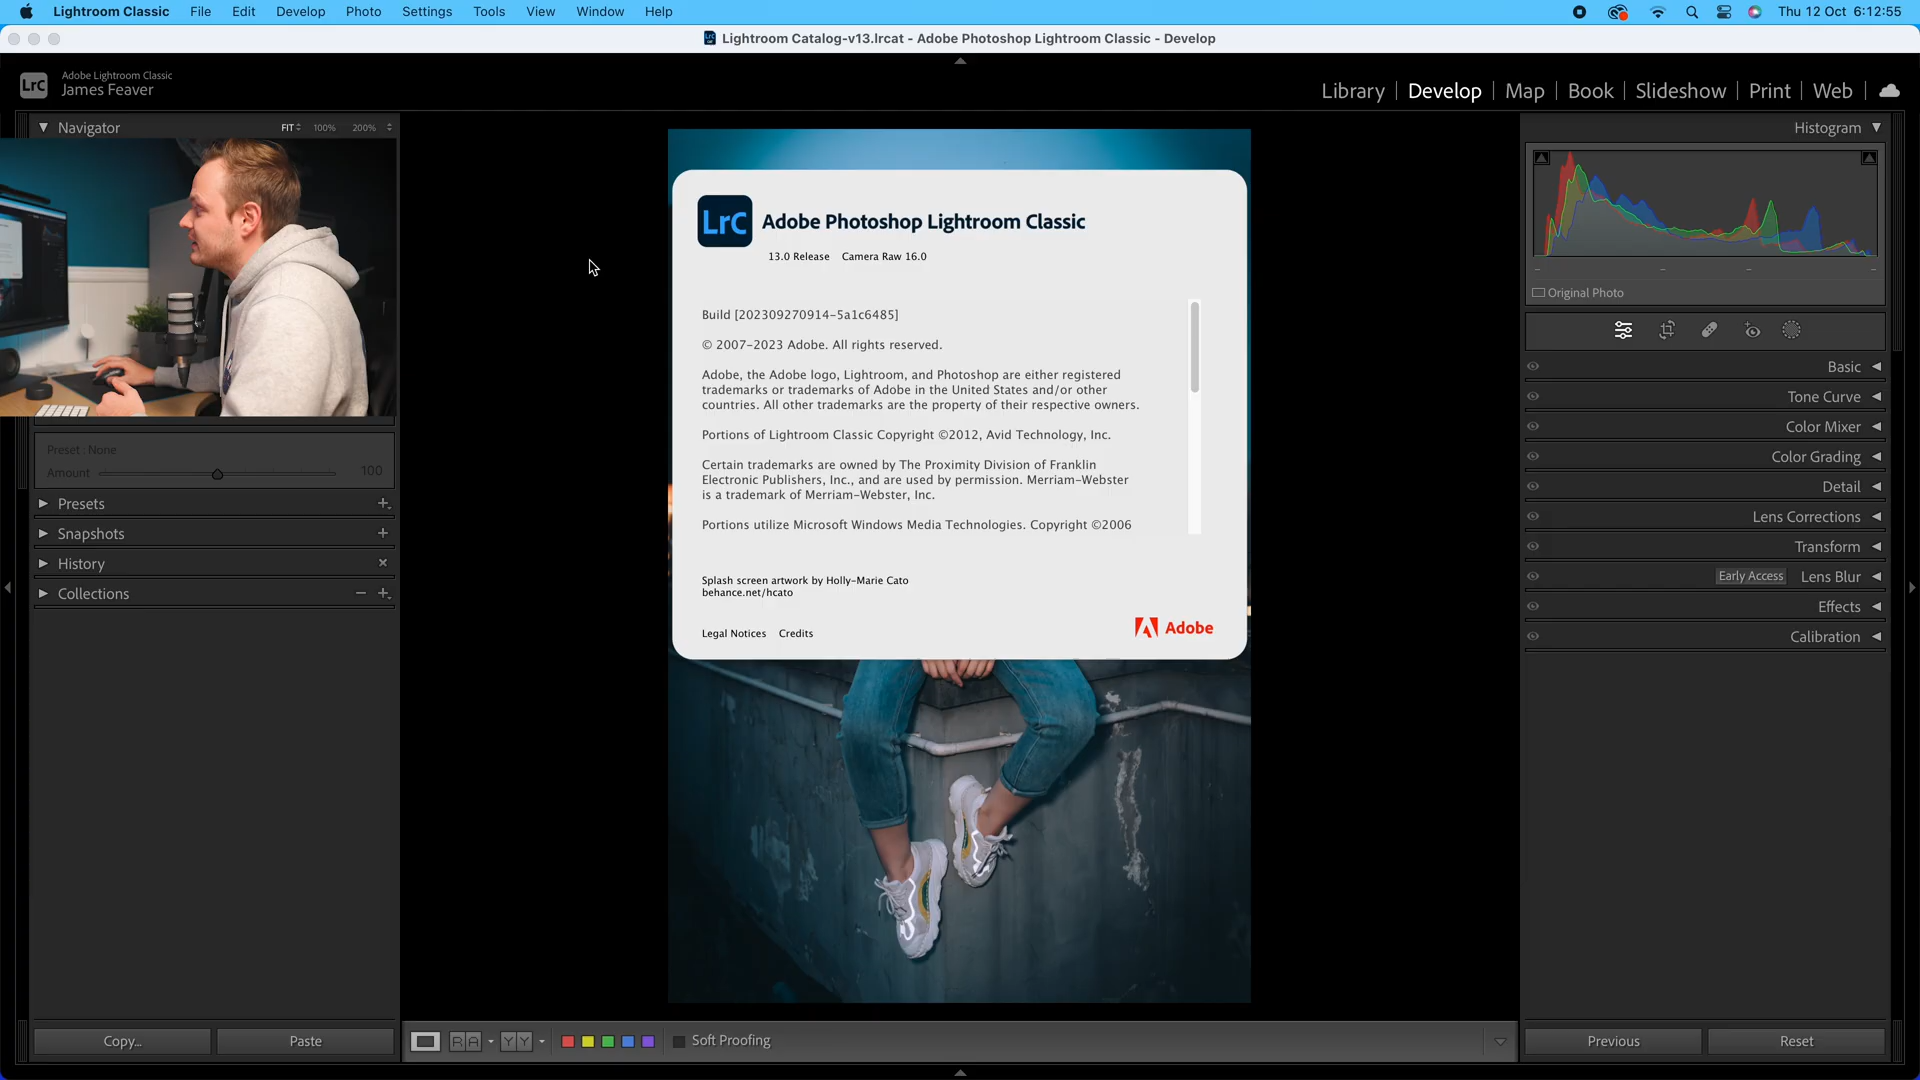 Lightroom Classic File Edit Develop Photo Settings Tools View Window Help Thu 12 Oct 6:12:55
Lightroom Catalog-v13.lrcat - Adobe Photoshop Lightroom Classic - Develop
LrC
Adobe Lightroom Classic
James Feaver
Library | Develop | Map | Book | Slideshow | Print | Web
Navigator FIT 100% 200%
Histogram
Original Photo
LrC Adobe Photoshop Lightroom Classic
13.0 Release Camera Raw 16.0
Build [202309270914-5a1c6485]
© 2007-2023 Adobe. All rights reserved.
Adobe, the Adobe logo, Lightroom, and Photoshop are either registered
trademarks or trademarks of Adobe in the United States and/or other
countries. All other trademarks are the property of their respective owners.
Portions of Lightroom Classic Copyright ©2012, Avid Technology, Inc.
Certain trademarks are owned by The Proximity Division of Franklin
Electronic Publishers, Inc., and are used by permission. Merriam-Webster
is a trademark of Merriam-Webster, Inc.
Portions utilize Microsoft Windows Media Technologies. Copyright ©2006
Splash screen artwork by Holly-Marie Cato
behance.net/hcato
Legal Notices Credits
Adobe
Preset : None
Amount 100
Presets
Snapshots
History
Collections
Basic
Tone Curve
Color Mixer
Color Grading
Detail
Lens Corrections
Transform
Early Access Lens Blur
Effects
Calibration
Copy... Paste
RA YY Soft Proofing
Previous Reset